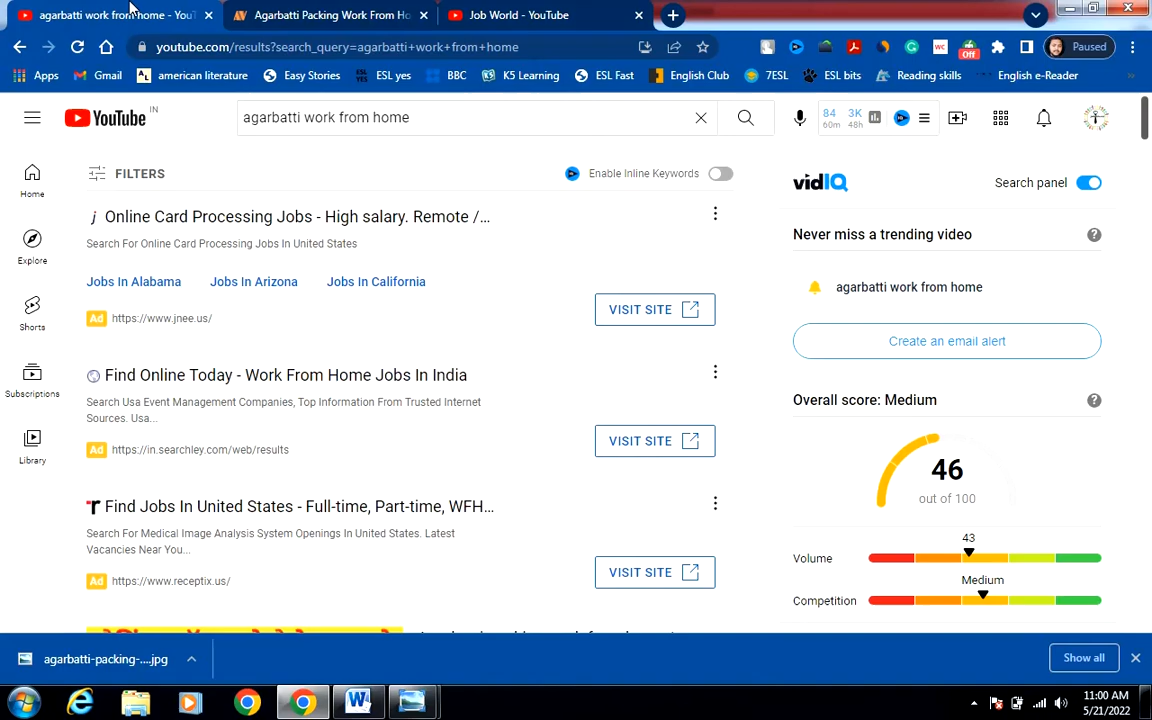 agarbatti work from home - YouT
Agarbatti Packing Work From Ho
Job World - YouTube
youtube.com/results?search_query=agarbatti+work+from+home
Paused
Apps
Gmail
american literature
Easy Stories
ESL yes
BBC
K5 Learning
ESL Fast
English Club
7ESL
ESL bits
Reading skills
English e-Reader
Off
YouTube IN
agarbatti work from home
84 3K
60m 48h
FILTERS
Enable Inline Keywords
vidIQ
Search panel
Home
Explore
Shorts
Subscriptions
Library
Online Card Processing Jobs - High salary. Remote /...
Search For Online Card Processing Jobs In United States
Jobs In Alabama Jobs In Arizona Jobs In California
Ad https://www.jnee.us/
VISIT SITE
Find Online Today - Work From Home Jobs In India
Search Usa Event Management Companies, Top Information From Trusted Internet
Sources. Usa...
Ad https://in.searchley.com/web/results
VISIT SITE
Find Jobs In United States - Full-time, Part-time, WFH...
Search For Medical Image Analysis System Openings In United States. Latest
Vacancies Near You...
Ad https://www.receptix.us/
VISIT SITE
Never miss a trending video
agarbatti work from home
Create an email alert
Overall score: Medium
46
out of 100
43
Volume
Medium
Competition
agarbatti-packing-....jpg
Show all
11:00 AM
5/21/2022